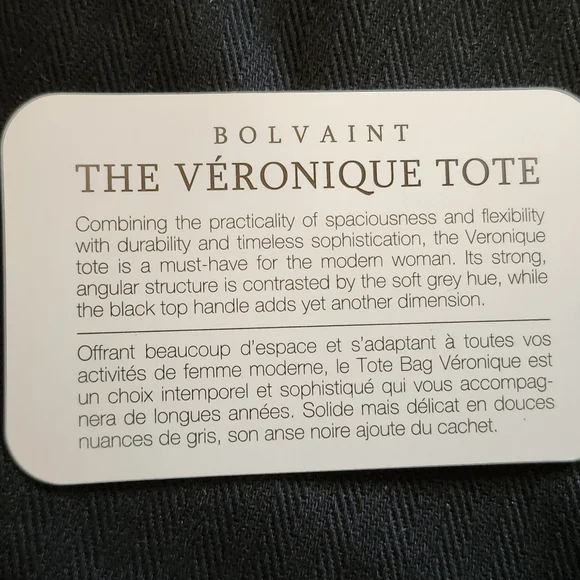 BOLVAINT
THE VÉRONIQUE TOTE
Combining the practicality of spaciousness and flexibility
with durability and timeless sophistication, the Veronique
tote is a must-have for the modern woman. Its strong,
angular structure is contrasted by the soft grey hue, while
the black top handle adds yet another dimension.
Offrant beaucoup d'espace et s'adaptant à toutes vos
activités de femme moderne, le Tote Bag Véronique est
un choix intemporel et sophistiqué qui vous accompag-
nera de longues années. Solide mais délicat en douces
nuances de gris, son anse noire ajoute du cachet.